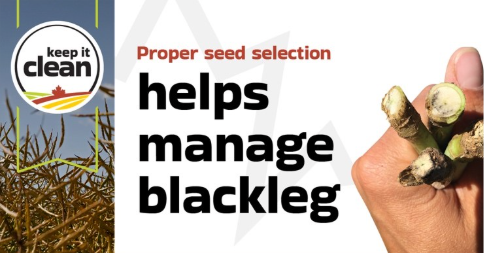 keep it
clean
Proper seed selection
helps
manage
blackleg